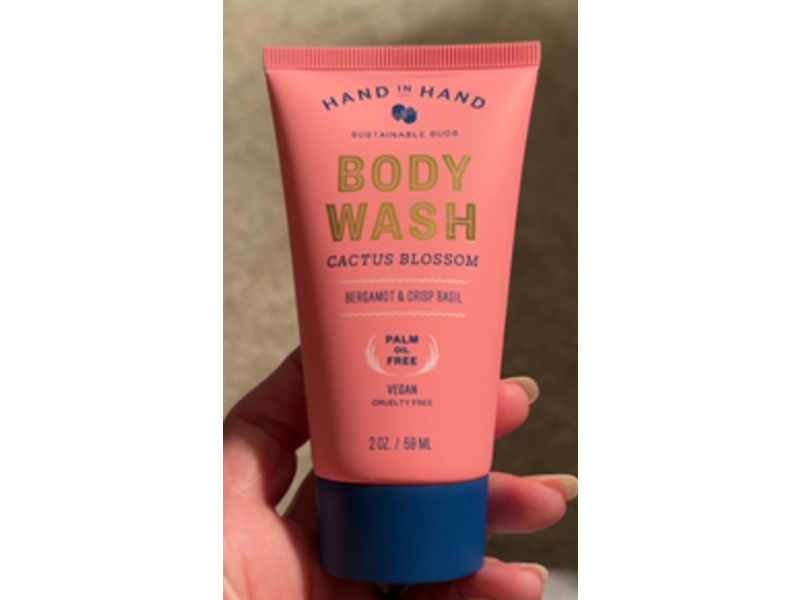 HAND IN HAND
SUSTAINABLE SUDS
BODY
WASH
CACTUS BLOSSOM
BERGAMOT & CRISP BASIL
PALM
OIL
FREE
VEGAN
CRUELTY FREE
2 OZ. / 59 ML